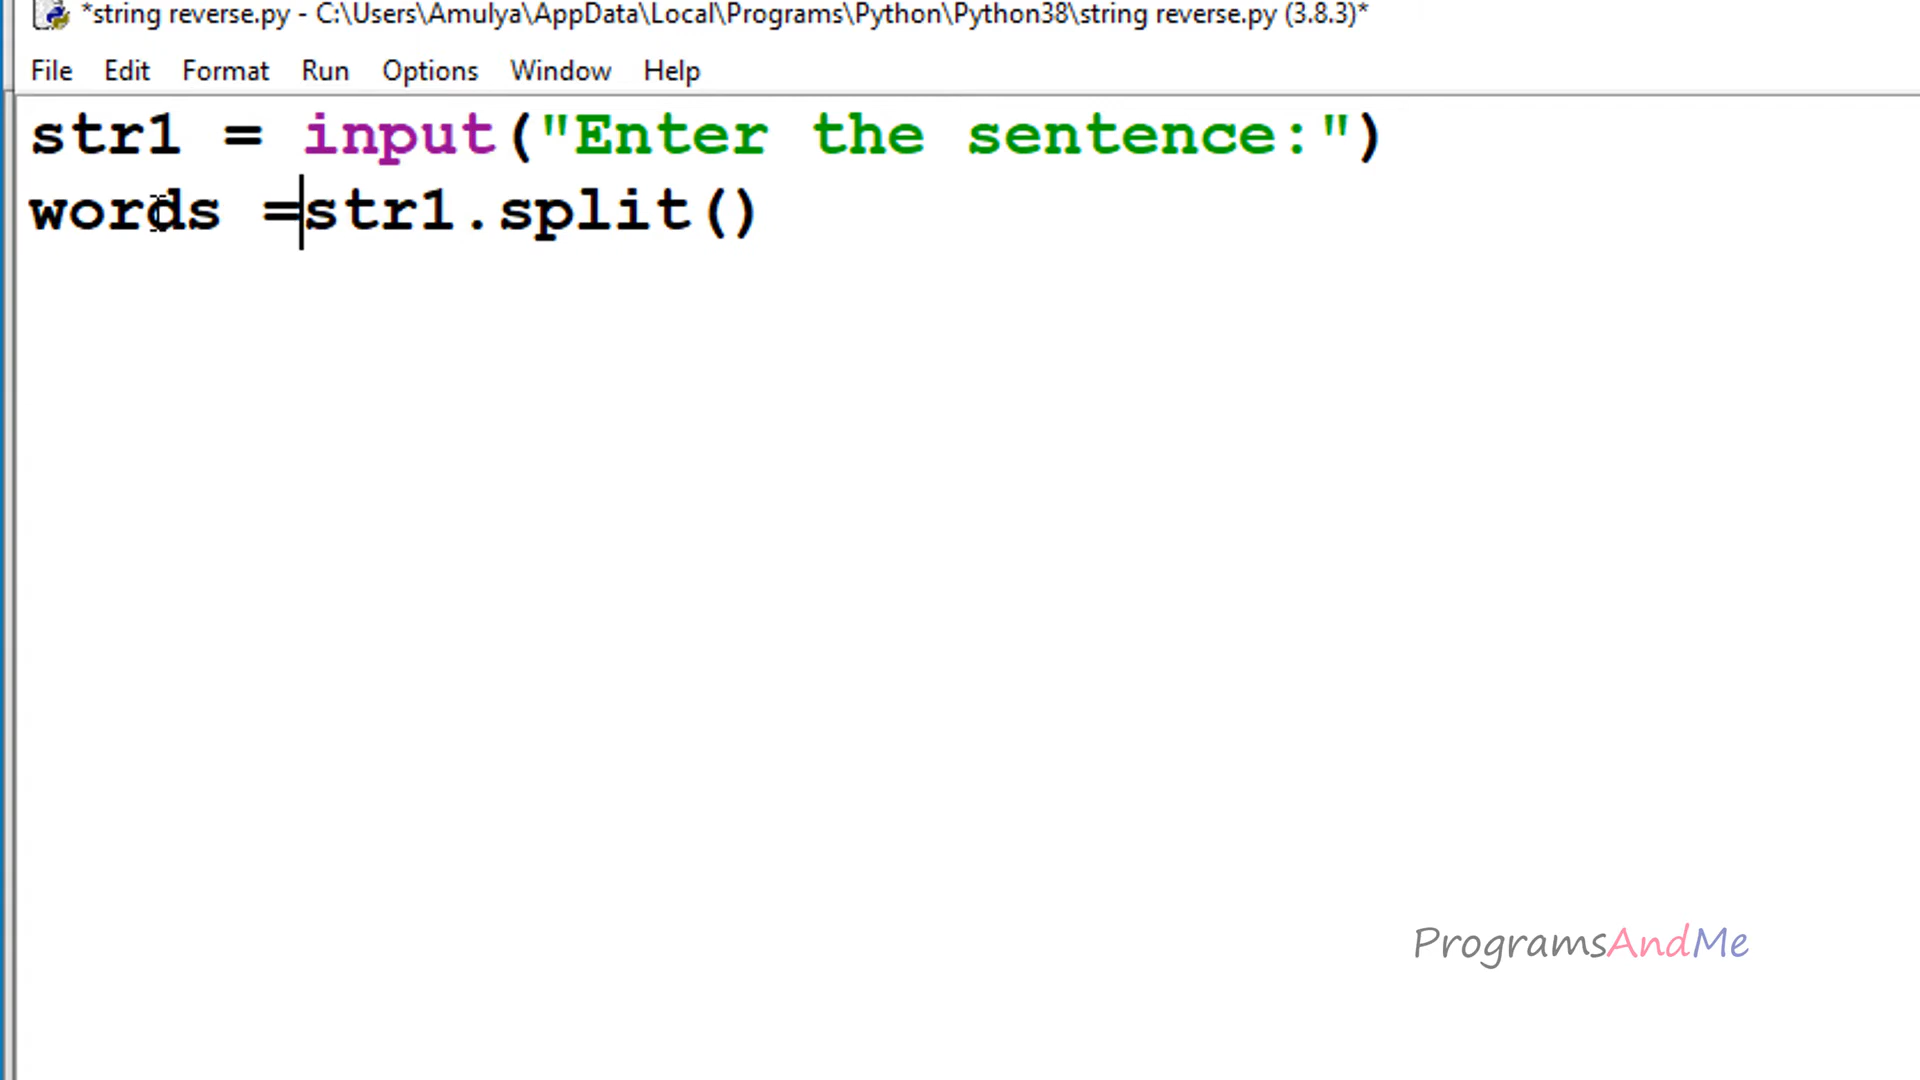 *string reverse.py - C:\Users\Amulya\AppData\Local\Programs\Python\Python38\string reverse.py (3.8.3)*
File Edit Format Run Options Window Help
str1 = input("Enter the sentence:")
words =str1.split()
ProgramsAndMe